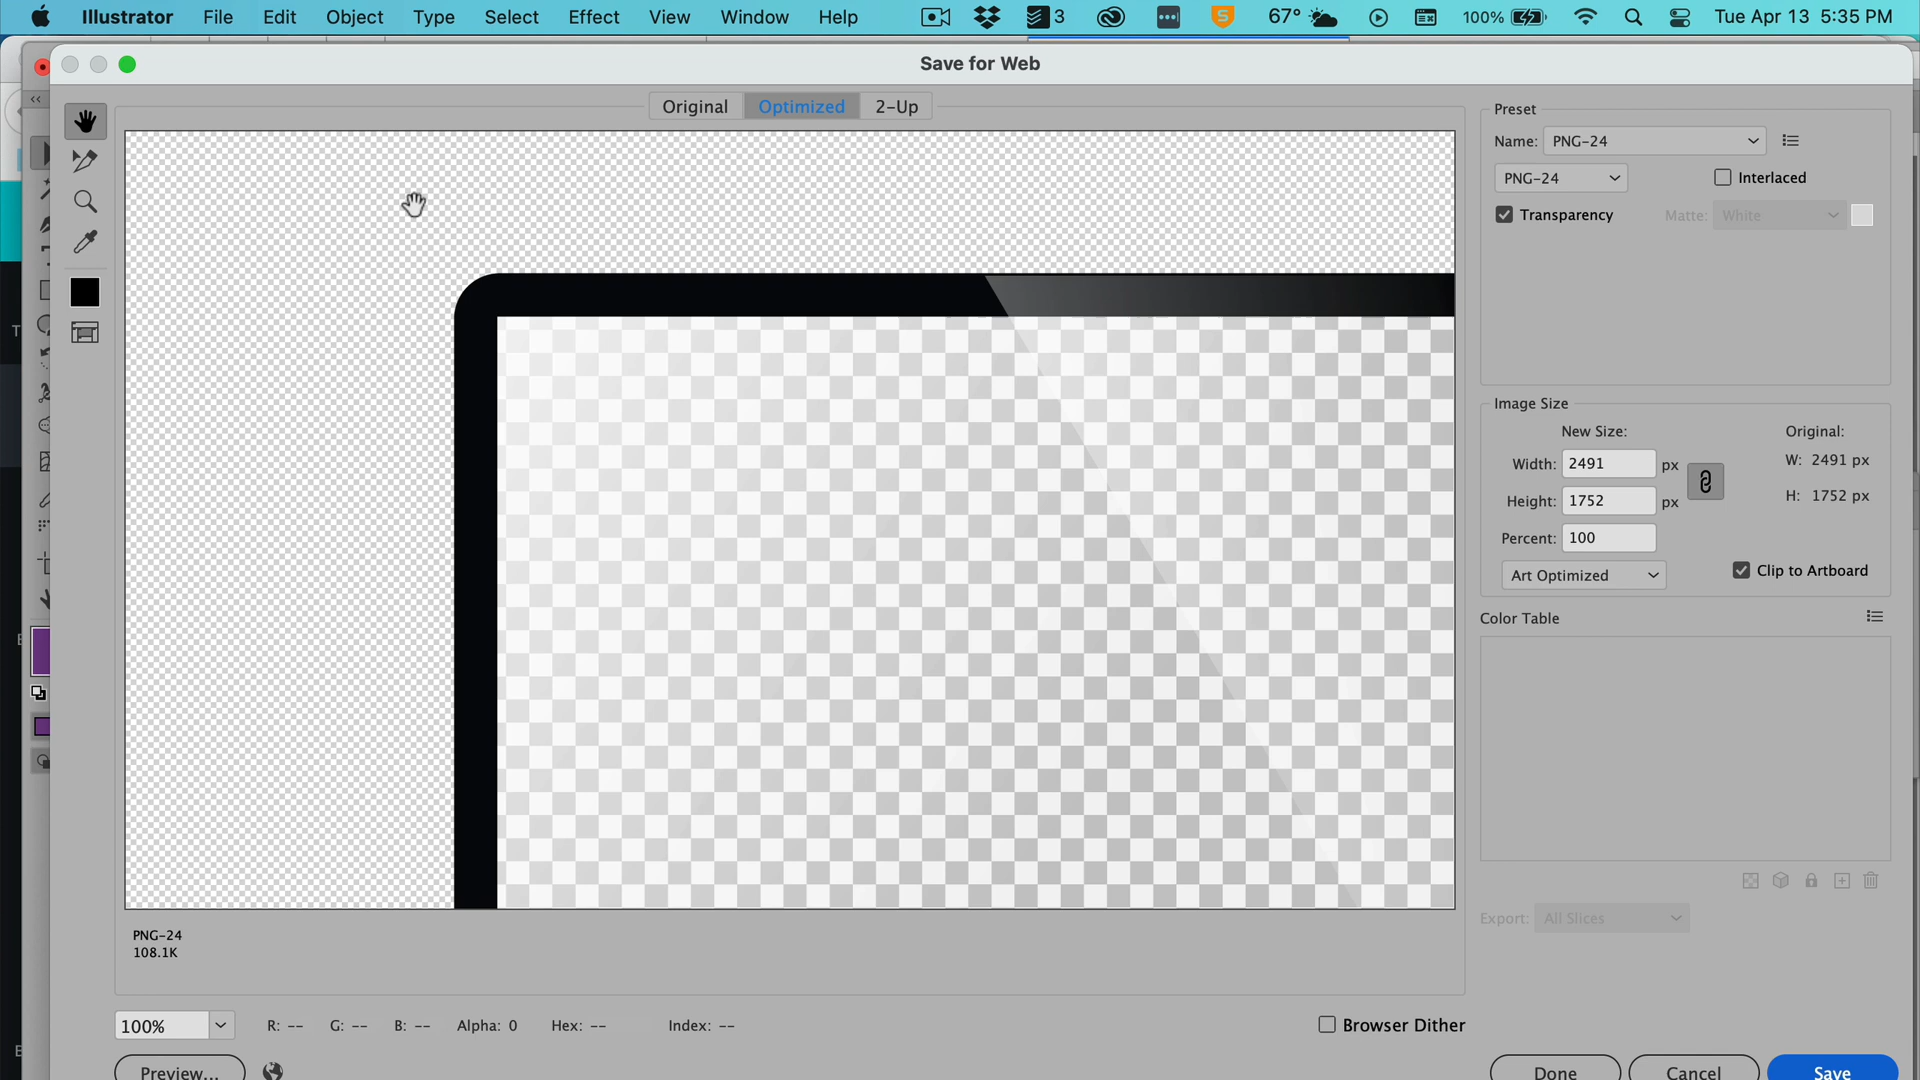 Illustrator File Edit Object Type Select Effect View Window Help 3 67° 100% Tue Apr 13 5:35 PM
Save for Web
Original Optimized 2-Up
Preset
Name: PNG-24
PNG-24 Interlaced
Transparency Matte: White
Image Size
New Size: Original:
Width: 2491 px W: 2491 px
Height: 1752 px H: 1752 px
Percent: 100
Art Optimized Clip to Artboard
Color Table
Export: All Slices
PNG-24
108.1K
100% R: -- G: -- B: -- Alpha: 0 Hex: -- Index: -- Browser Dither
Preview... Done Cancel Save